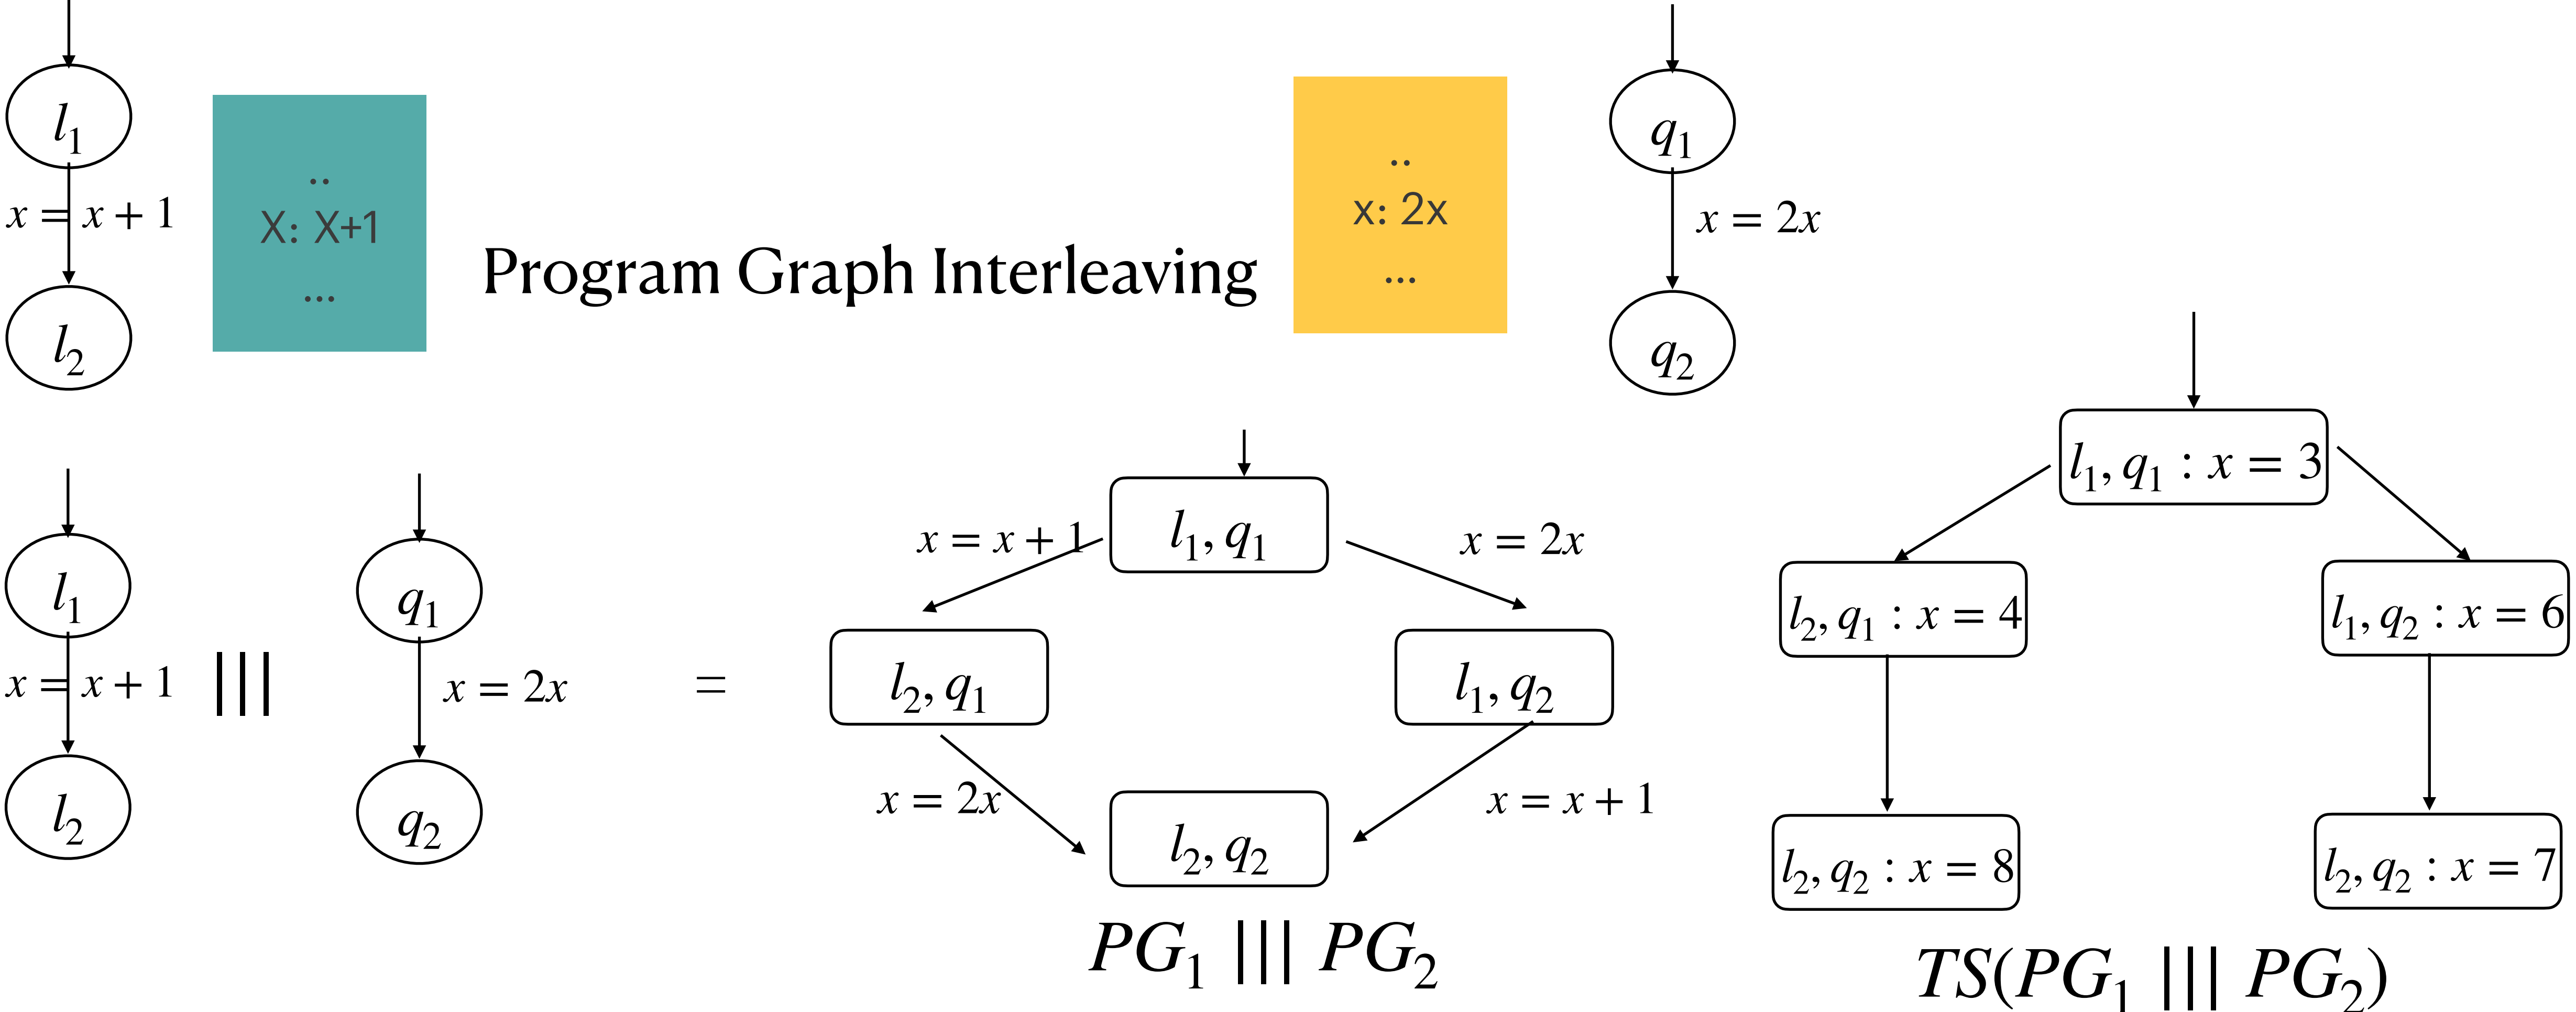 l₁
x = x + 1
l₂
..
X: X+1
...
Program Graph Interleaving
..
x: 2x
...
q₁
x = 2x
q₂
l₁
x = x + 1
l₂
|||
q₁
x = 2x
q₂
=
l₁, q₁
x = x + 1
x = 2x
l₂, q₁
l₁, q₂
x = 2x
x = x + 1
l₂, q₂
PG₁ ||| PG₂
l₁, q₁ : x = 3
l₂, q₁ : x = 4
l₁, q₂ : x = 6
l₂, q₂ : x = 8
l₂, q₂ : x = 7
TS(PG₁ ||| PG₂)